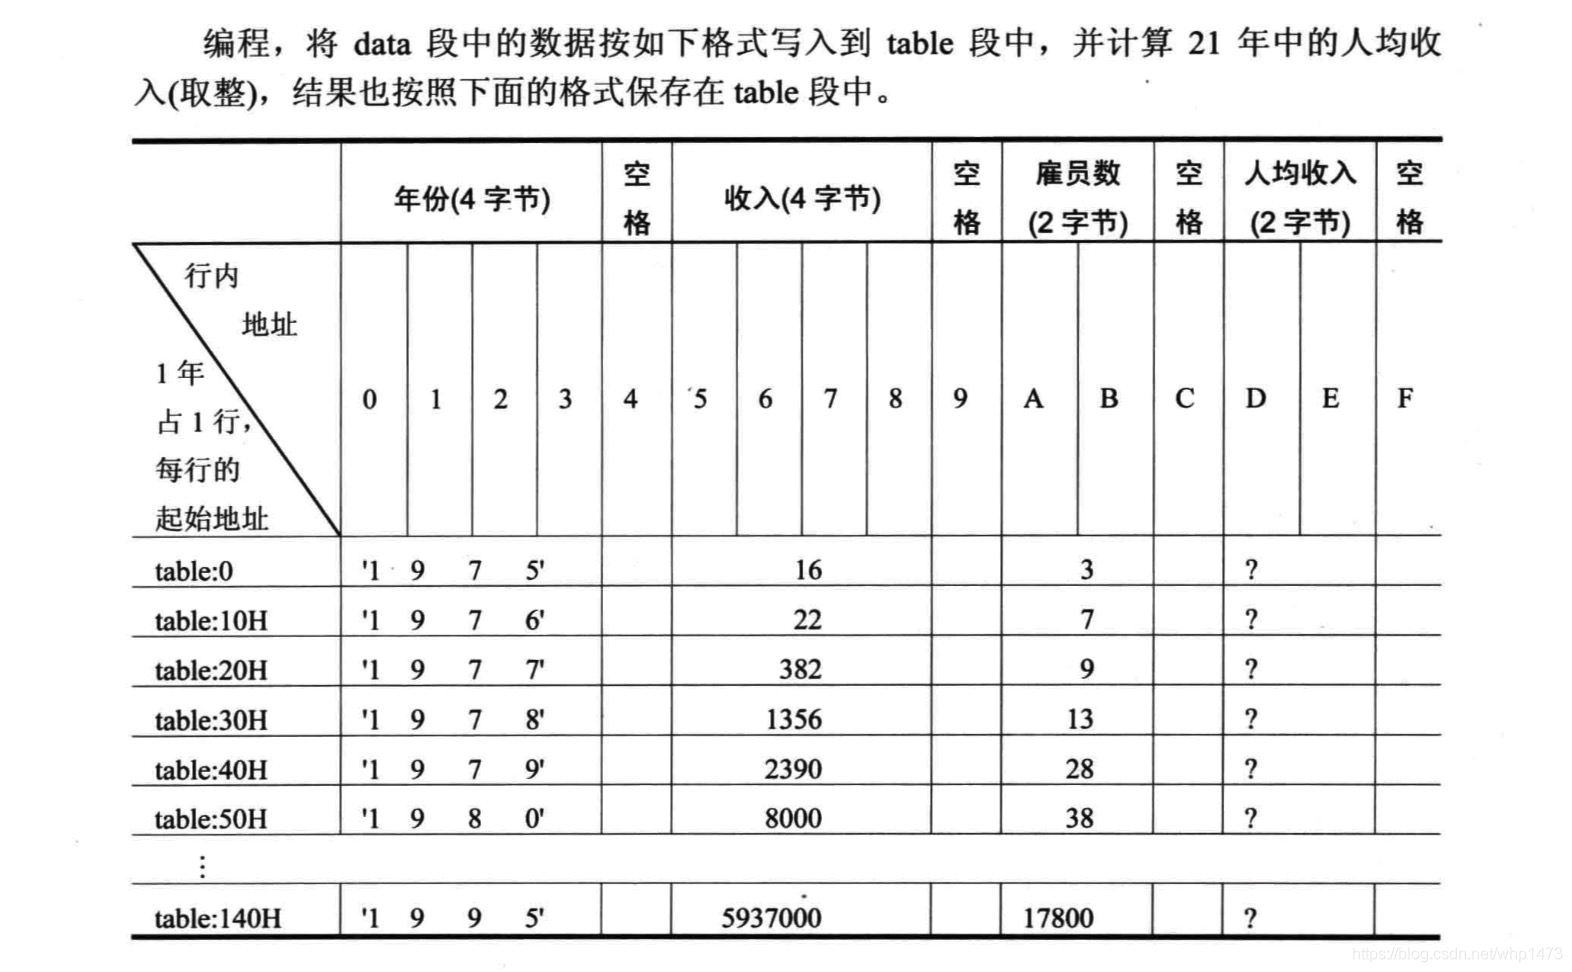 编程，将 data 段中的数据按如下格式写入到 table 段中，并计算 21 年中的人均收
入(取整)，结果也按照下面的格式保存在 table 段中。
年份(4 字节) 空格 收入(4 字节) 空格 雇员数(2 字节) 空格 人均收入(2 字节) 空格
行内
地址
1 年
占 1 行，
每行的
起始地址
0 1 2 3 4 5 6 7 8 9 A B C D E F
table:0 '1 9 7 5' 16 3 ?
table:10H '1 9 7 6' 22 7 ?
table:20H '1 9 7 7' 382 9 ?
table:30H '1 9 7 8' 1356 13 ?
table:40H '1 9 7 9' 2390 28 ?
table:50H '1 9 8 0' 8000 38 ?
⋮
table:140H '1 9 9 5' 5937000 17800 ?
https://blog.csdn.net/whp1473